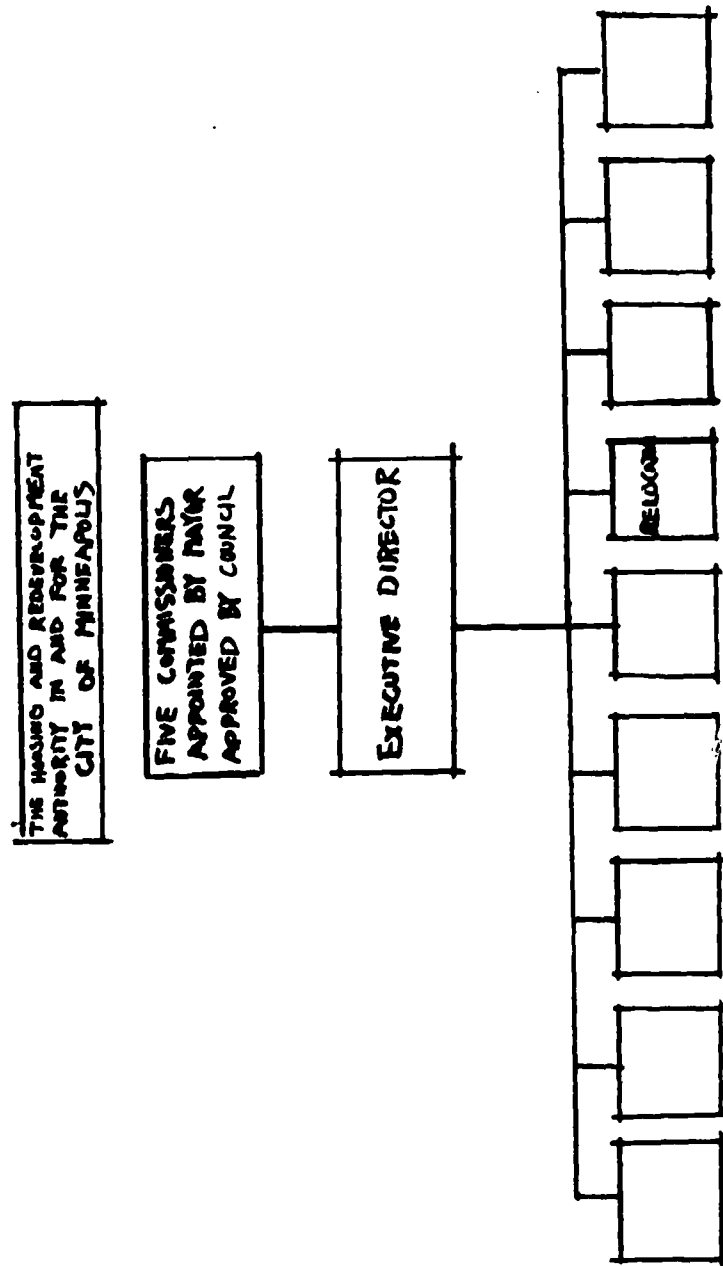 THE HOUSING AND REDEVELOPMENT
AUTHORITY IN AND FOR THE
CITY OF MINNEAPOLIS
FIVE COMMISSIONERS
APPOINTED BY MAYOR
APPROVED BY COUNCIL
EXECUTIVE DIRECTOR